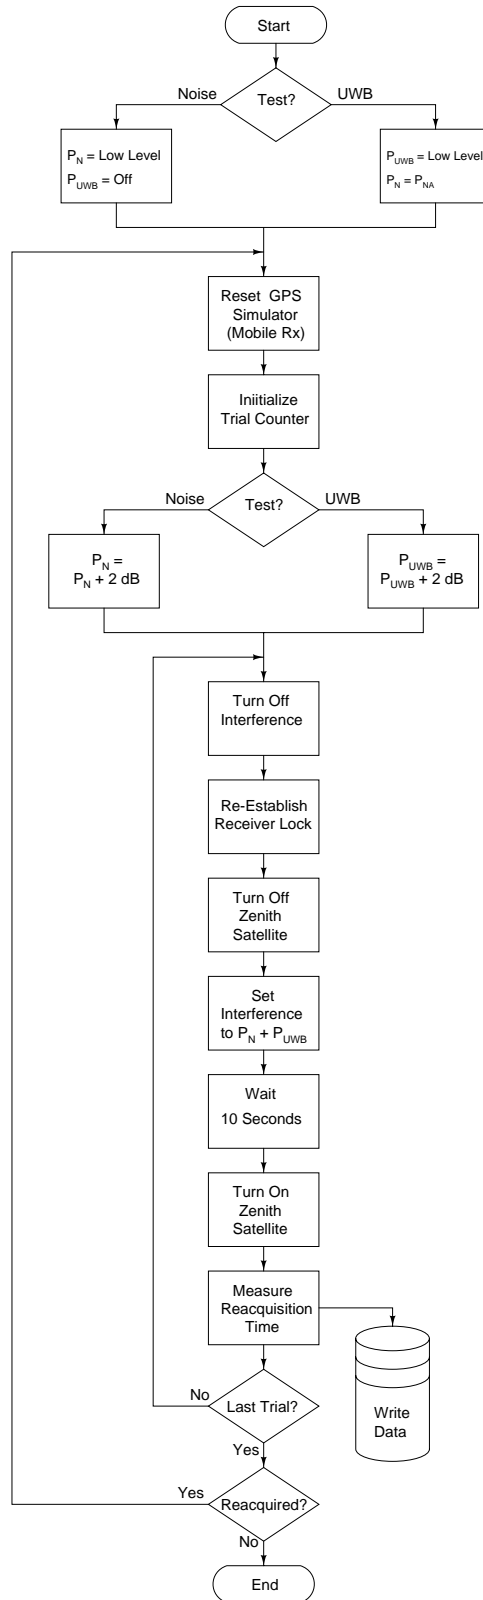 Start
Test?
Noise
UWB
P_N = Low Level
P_UWB = Off
P_UWB = Low Level
P_N = P_NA
Reset GPS
Simulator
(Mobile Rx)
Iniitialize
Trial Counter
Test?
Noise
UWB
P_N =
P_N + 2 dB
P_UWB =
P_UWB + 2 dB
Turn Off
Interference
Re-Establish
Receiver Lock
Turn Off
Zenith
Satellite
Set
Interference
to P_N + P_UWB
Wait
10 Seconds
Turn On
Zenith
Satellite
Measure
Reacquisition
Time
Write
Data
No
Last Trial?
Yes
Yes
Reacquired?
No
End